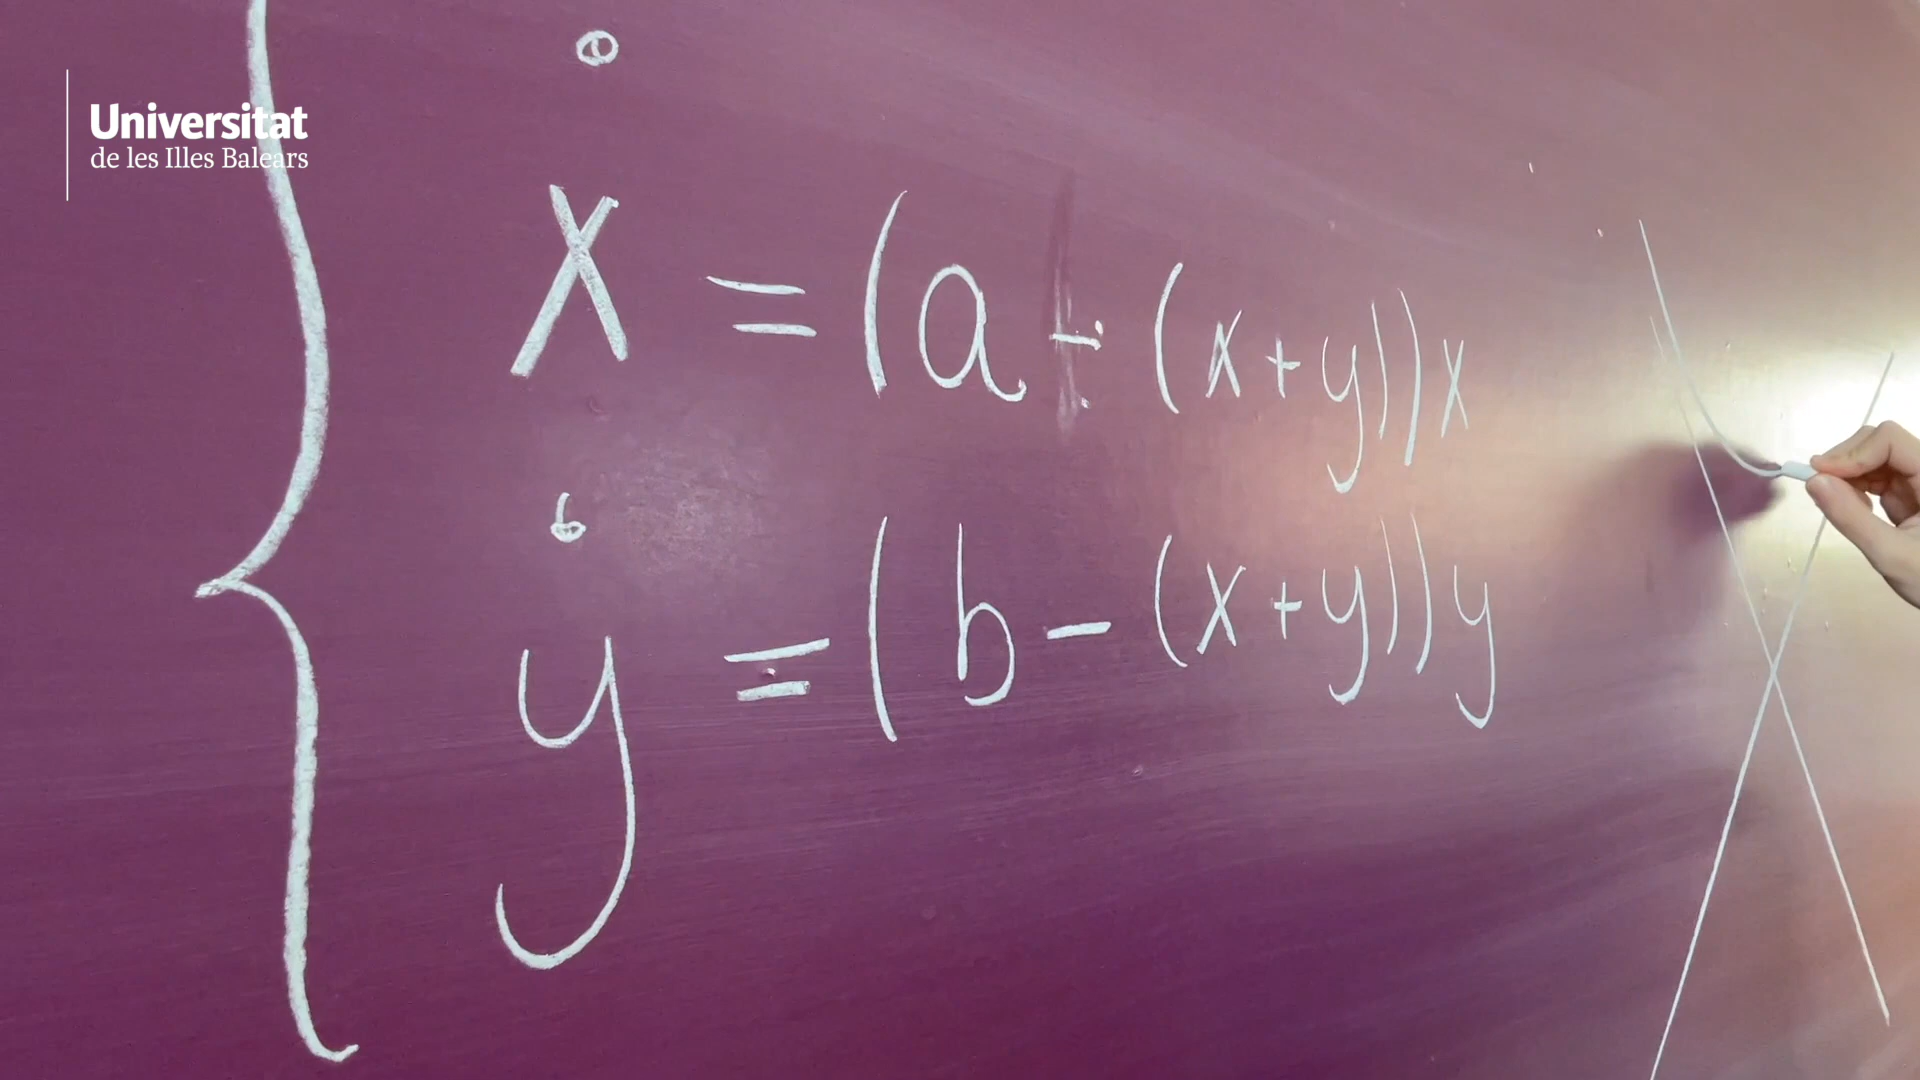 Universitat
de les Illes Balears
ẋ = (a - (x+y))x
ẏ = (b - (x+y))y